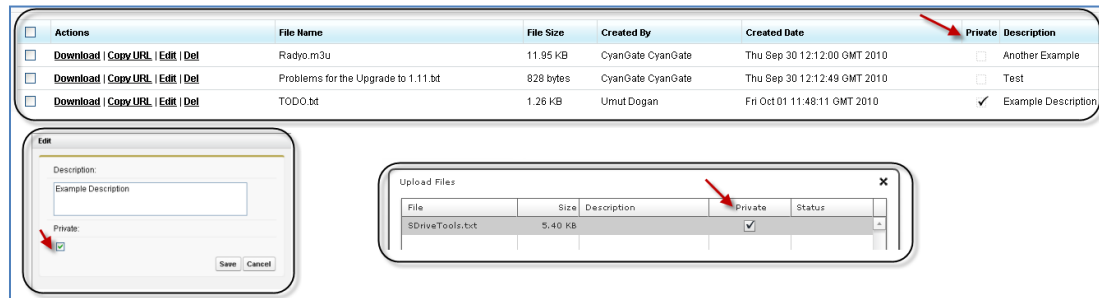 Actions File Name File Size Created By Created Date Private Description
Download | Copy URL | Edit | Del Radyo.m3u 11.95 KB CyanGate CyanGate Thu Sep 30 12:12:00 GMT 2010 Another Example
Download | Copy URL | Edit | Del Problems for the Upgrade to 1.11.txt 828 bytes CyanGate CyanGate Thu Sep 30 12:12:49 GMT 2010 Test
Download | Copy URL | Edit | Del TODO.txt 1.26 KB Umut Dogan Fri Oct 01 11:48:11 GMT 2010 Example Description
Edit
Description:
Example Description
Private:
Save Cancel
Upload Files
File Size Description Private Status
SDriveTools.txt 5.40 KB